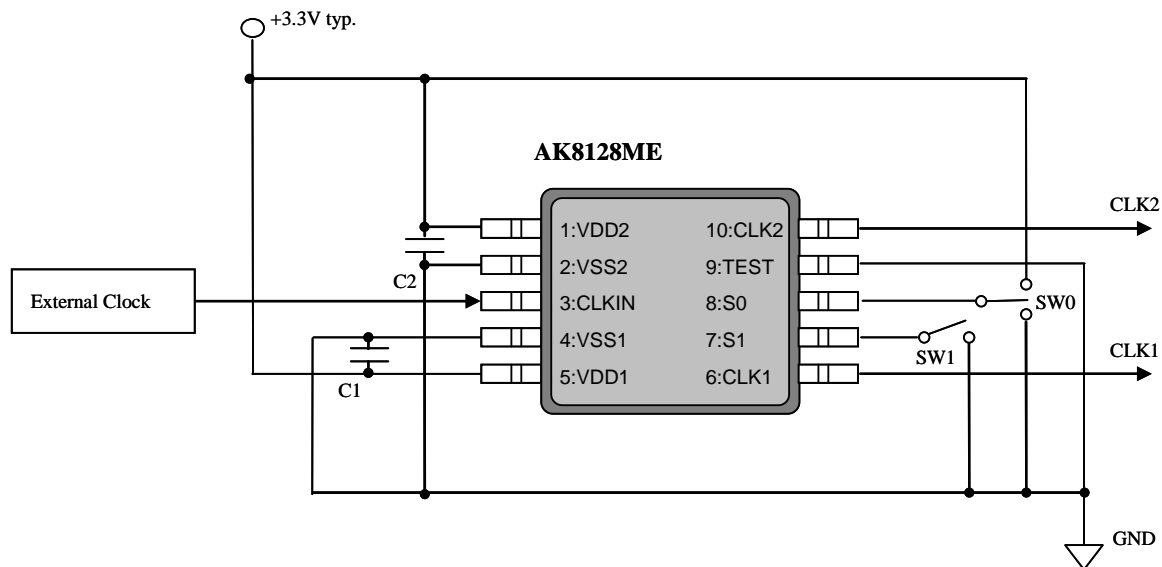 +3.3V typ.
AK8128ME
CLK2
1:VDD2
10:CLK2
2:VSS2
9:TEST
C2
External Clock
3:CLKIN
8:S0
SW0
4:VSS1
7:S1
SW1
CLK1
C1
5:VDD1
6:CLK1
GND